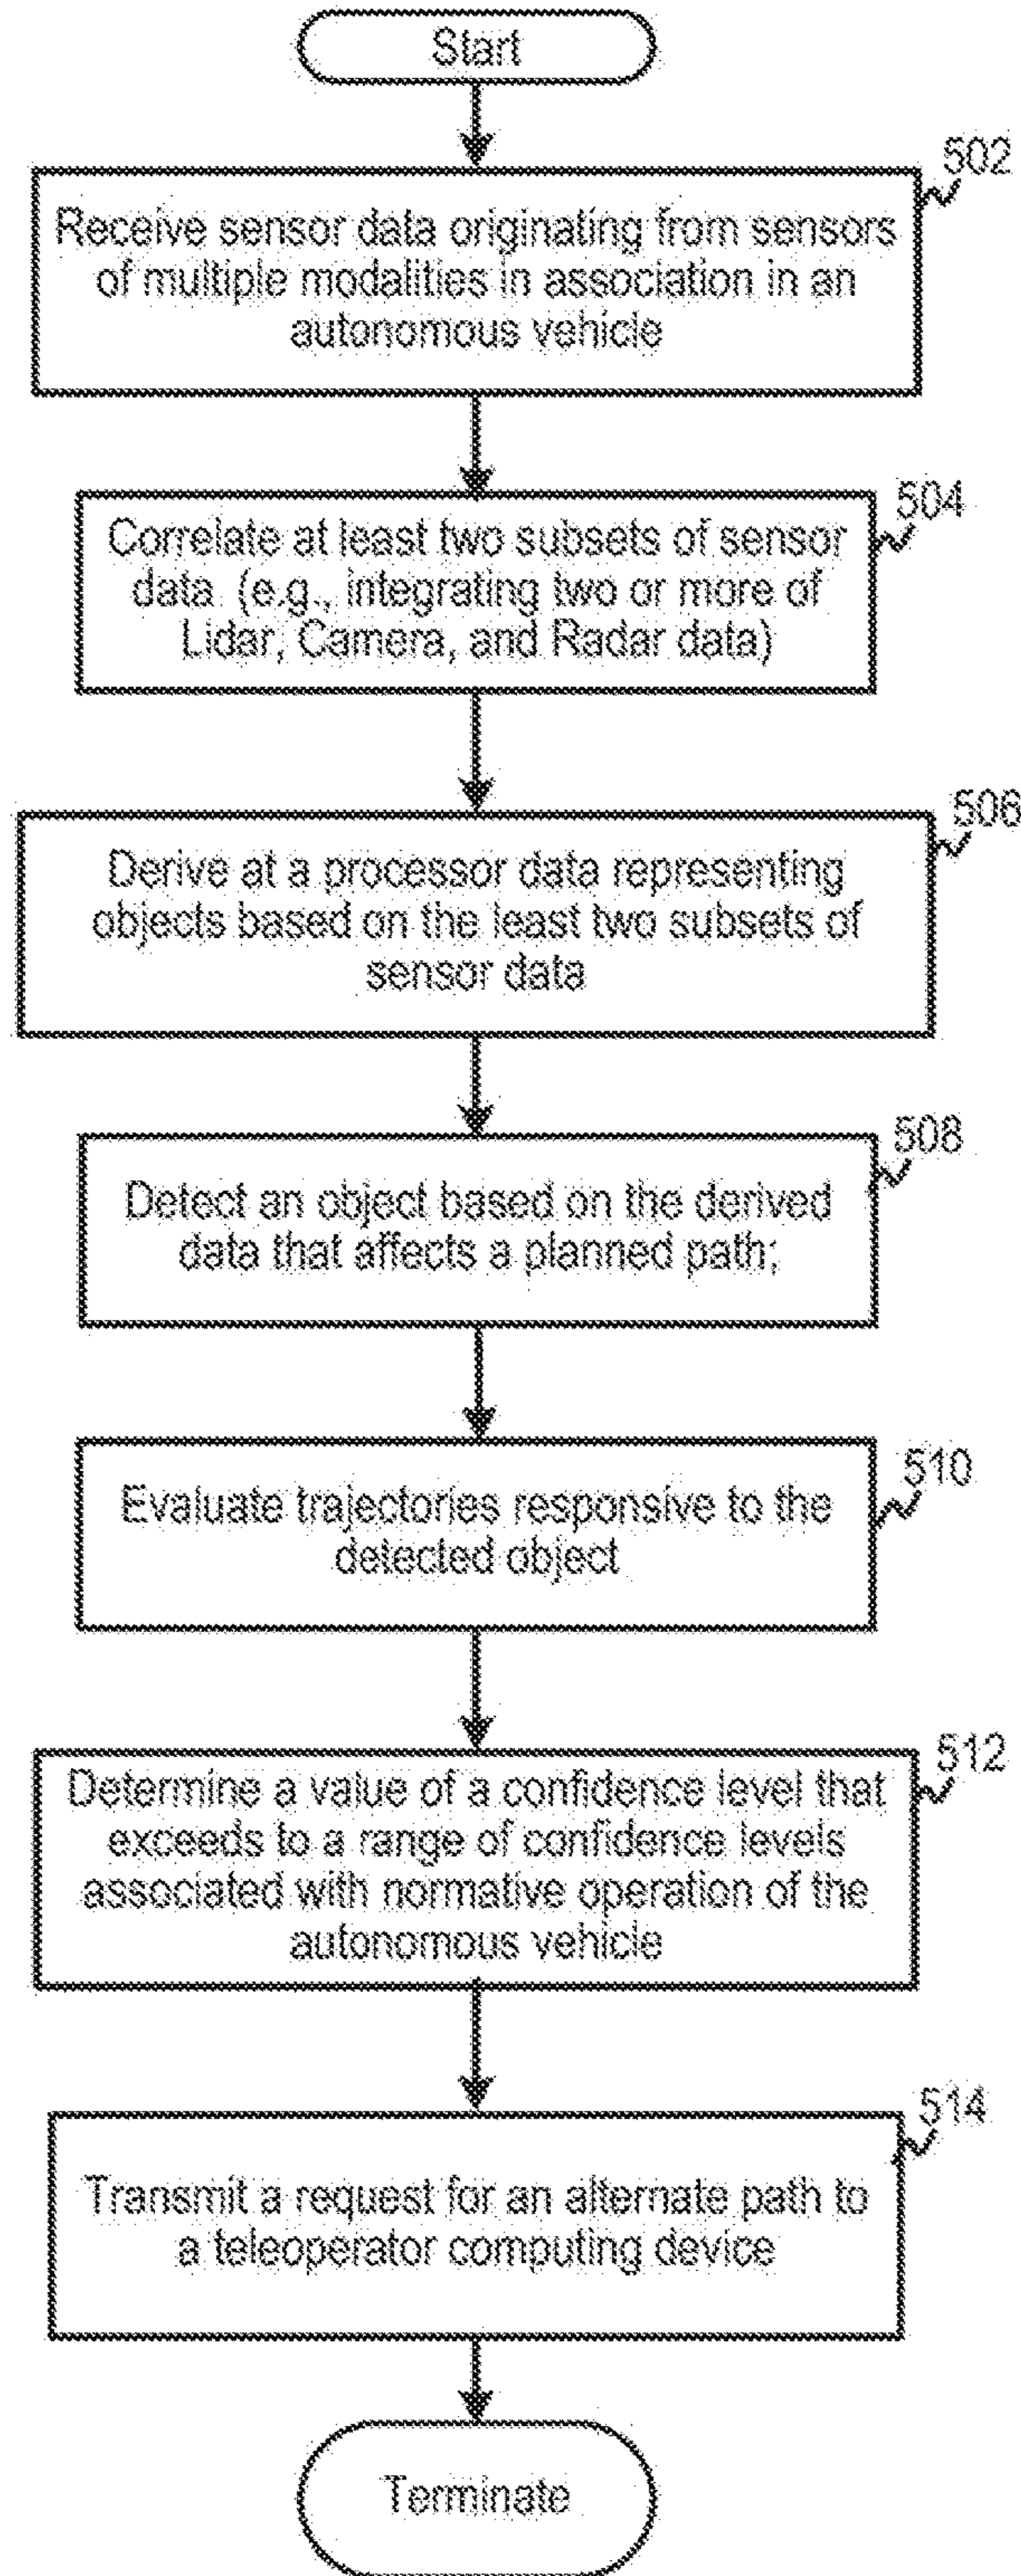 Start
502
Receive sensor data originating from sensors
of multiple modalities in association in an
autonomous vehicle
504
Correlate at least two subsets of sensor
data (e.g., integrating two or more of
Lidar, Camera, and Radar data)
506
Derive at a processor data representing
objects based on the least two subsets of
sensor data
508
Detect an object based on the derived
data that affects a planned path;
510
Evaluate trajectories responsive to the
detected object
512
Determine a value of a confidence level that
exceeds to a range of confidence levels
associated with normative operation of the
autonomous vehicle
514
Transmit a request for an alternate path to
a teleoperator computing device
Terminate